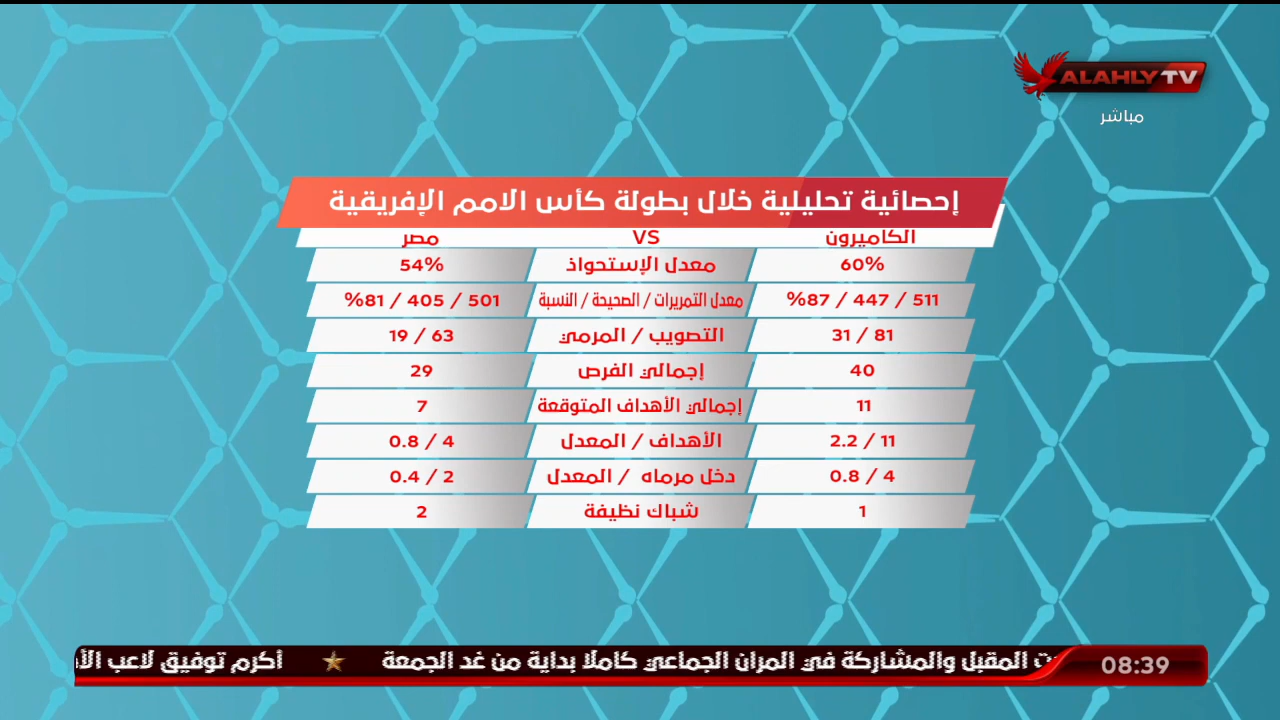 ALAHLY TV
مباشر
إحصائية تحليلية خلال بطولة كأس الامم الإفريقية
الكاميرون VS مصر
60% معدل الإستحواذ 54%
511 / 447 / 87% معدل التمريرات / الصحيحة / النسبة 501 / 405 / 81%
81 / 31 التصويب / المرمي 63 / 19
40 إجمالي الفرص 29
11 إجمالي الأهداف المتوقعة 7
11 / 2.2 الأهداف / المعدل 4 / 0.8
4 / 0.8 دخل مرماه / المعدل 2 / 0.4
1 شباك نظيفة 2
08:39 المقبل والمشاركة في المران الجماعي كاملا بداية من غد الجمعة أكرم توفيق لاعب